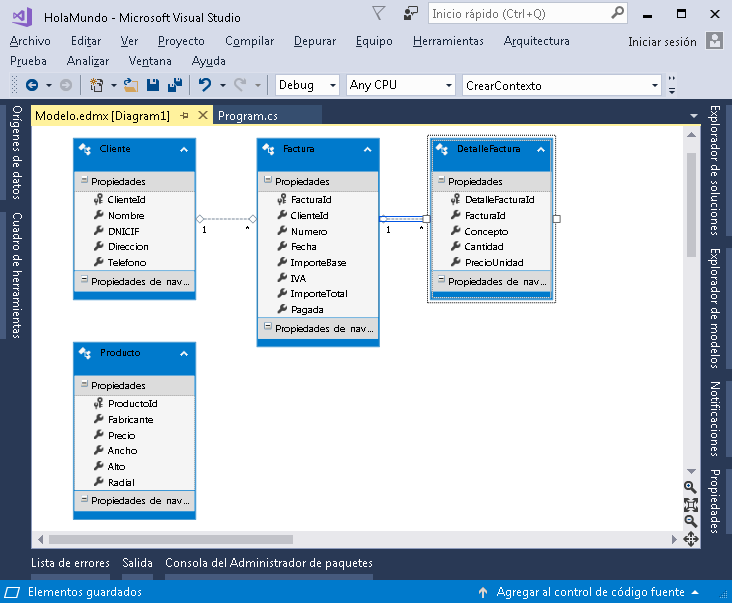 HolaMundo - Microsoft Visual Studio
Inicio rápido (Ctrl+Q)
Archivo Editar Ver Proyecto Compilar Depurar Equipo Herramientas Arquitectura
Iniciar sesión
Prueba Analizar Ventana Ayuda
Debug Any CPU CrearContexto
Orígenes de datos
Cuadro de herramientas
Modelo.edmx [Diagram1] Program.cs
Cliente
Propiedades
ClienteId
Nombre
DNICIF
Direccion
Telefono
Propiedades de nav...
1 *
Factura
Propiedades
FacturaId
ClienteId
Numero
Fecha
ImporteBase
IVA
ImporteTotal
Pagada
Propiedades de nav...
1 *
DetalleFactura
Propiedades
DetalleFacturaId
FacturaId
Concepto
Cantidad
PrecioUnidad
Propiedades de nav...
Producto
Propiedades
ProductoId
Fabricante
Precio
Ancho
Alto
Radial
Propiedades de nav...
Explorador de soluciones
Explorador de modelos
Notificaciones
Propiedades
Lista de errores Salida Consola del Administrador de paquetes
Elementos guardados
Agregar al control de código fuente